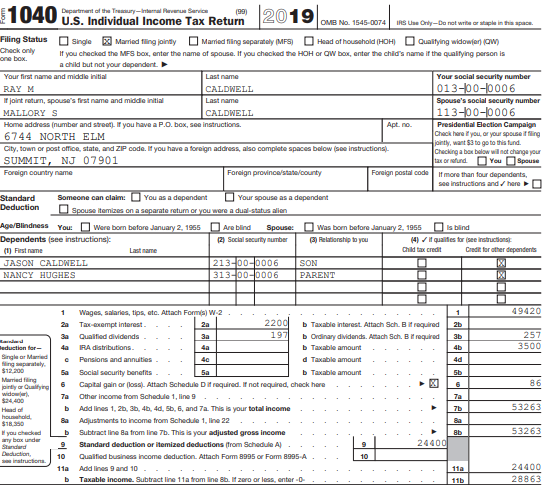 Form 1040 Department of the Treasury—Internal Revenue Service (99) U.S. Individual Income Tax Return 2019 OMB No. 1545-0074 IRS Use Only—Do not write or staple in this space.
Filing Status Single ☒ Married filing jointly Married filing separately (MFS) Head of household (HOH) Qualifying widow(er) (QW)
Check only one box. If you checked the MFS box, enter the name of spouse. If you checked the HOH or QW box, enter the child's name if the qualifying person is
a child but not your dependent. ▶
Your first name and middle initial Last name Your social security number
RAY M CALDWELL 013-00-0006
If joint return, spouse's first name and middle initial Last name Spouse's social security number
MALLORY S CALDWELL 113-00-0006
Home address (number and street). If you have a P.O. box, see instructions. Apt. no. Presidential Election Campaign
6744 NORTH ELM Check here if you, or your spouse if filing jointly, want $3 to go to this fund.
City, town or post office, state, and ZIP code. If you have a foreign address, also complete spaces below (see instructions). Checking a box below will not change your
SUMMIT, NJ 07901 tax or refund. You Spouse
Foreign country name Foreign province/state/county Foreign postal code If more than four dependents,
see instructions and ✓ here ▶
Standard Deduction Someone can claim: You as a dependent Your spouse as a dependent
Spouse itemizes on a separate return or you were a dual-status alien
Age/Blindness You: Were born before January 2, 1955 Are blind Spouse: Was born before January 2, 1955 Is blind
Dependents (see instructions): (2) Social security number (3) Relationship to you (4) ✓ if qualifies for (see instructions):
(1) First name Last name Child tax credit Credit for other dependents
JASON CALDWELL 213-00-0006 SON ☒
NANCY HUGHES 313-00-0006 PARENT ☒
1 Wages, salaries, tips, etc. Attach Form(s) W-2 1 49420
2a Tax-exempt interest 2a 2200 b Taxable interest. Attach Sch. B if required 2b
3a Qualified dividends 3a 197 b Ordinary dividends. Attach Sch. B if required 3b 257
4a IRA distributions 4a b Taxable amount 4b 3500
c Pensions and annuities 4c d Taxable amount 4d
5a Social security benefits 5a b Taxable amount 5b
6 Capital gain or (loss). Attach Schedule D if required. If not required, check here ▶ ☒ 6 86
7a Other income from Schedule 1, line 9 7a
b Add lines 1, 2b, 3b, 4b, 4d, 5b, 6, and 7a. This is your total income ▶ 7b 53263
8a Adjustments to income from Schedule 1, line 22 8a
b Subtract line 8a from line 7b. This is your adjusted gross income ▶ 8b 53263
9 Standard deduction or itemized deductions (from Schedule A) 9 24400
10 Qualified business income deduction. Attach Form 8995 or Form 8995-A 10
11a Add lines 9 and 10 11a 24400
b Taxable income. Subtract line 11a from line 8b. If zero or less, enter -0- 11b 28863
Standard Deduction for—
Single or Married filing separately, $12,200
Married filing jointly or Qualifying widow(er), $24,400
Head of household, $18,350
If you checked any box under Standard Deduction, see instructions.